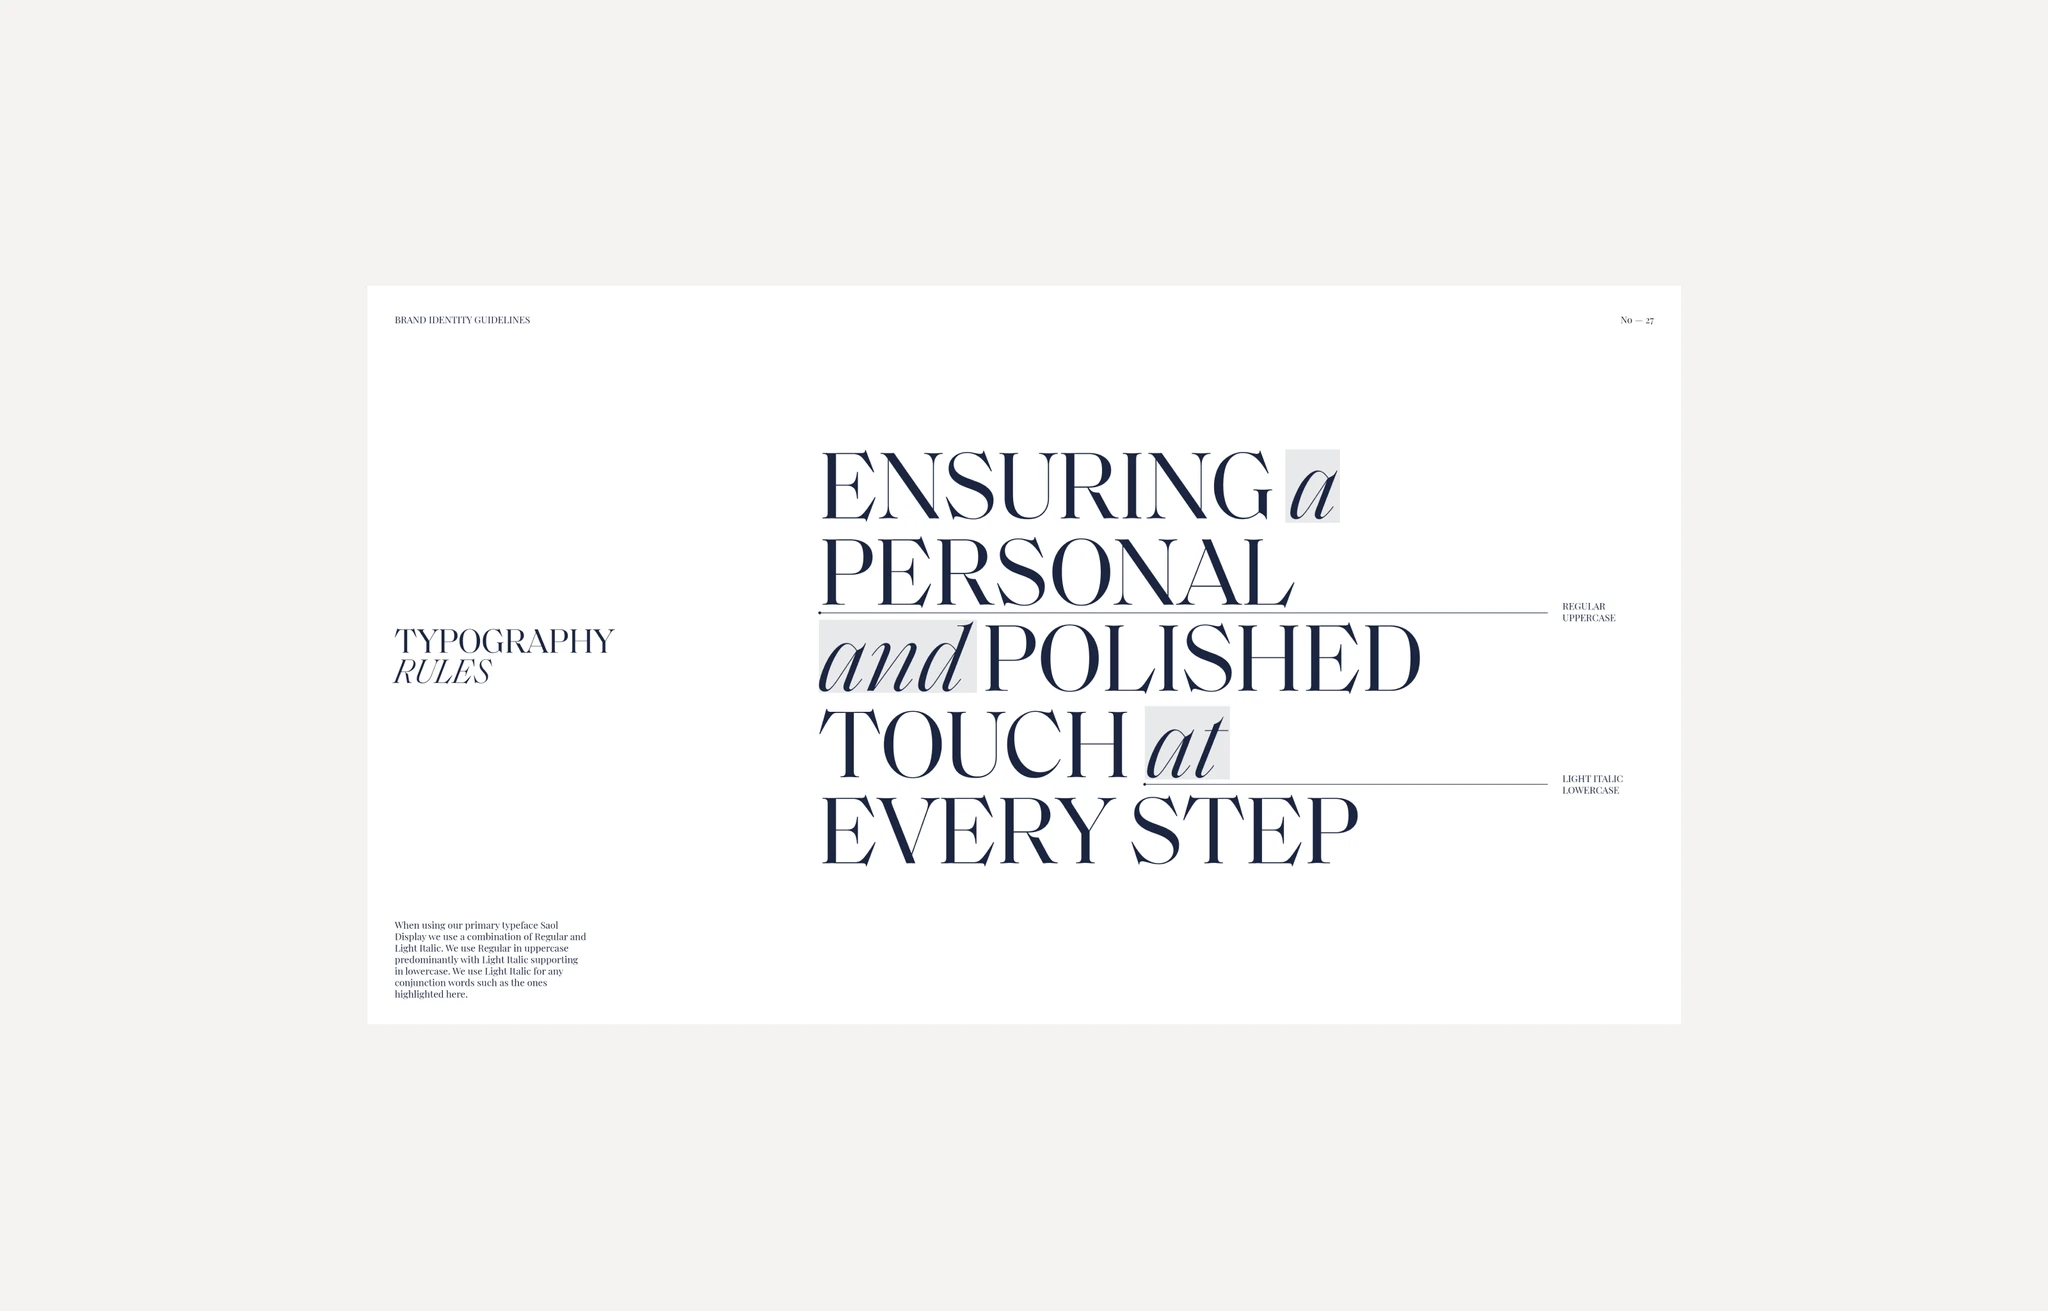 BRAND IDENTITY GUIDELINES
No — 27
ENSURING a
PERSONAL
and POLISHED
TOUCH at
EVERY STEP
REGULAR
UPPERCASE
LIGHT ITALIC
LOWERCASE
TYPOGRAPHY
RULES
When using our primary typeface Saol
Display we use a combination of Regular and
Light Italic. We use Regular in uppercase
predominantly with Light Italic supporting
in lowercase. We use Light Italic for any
conjunction words such as the ones
highlighted here.